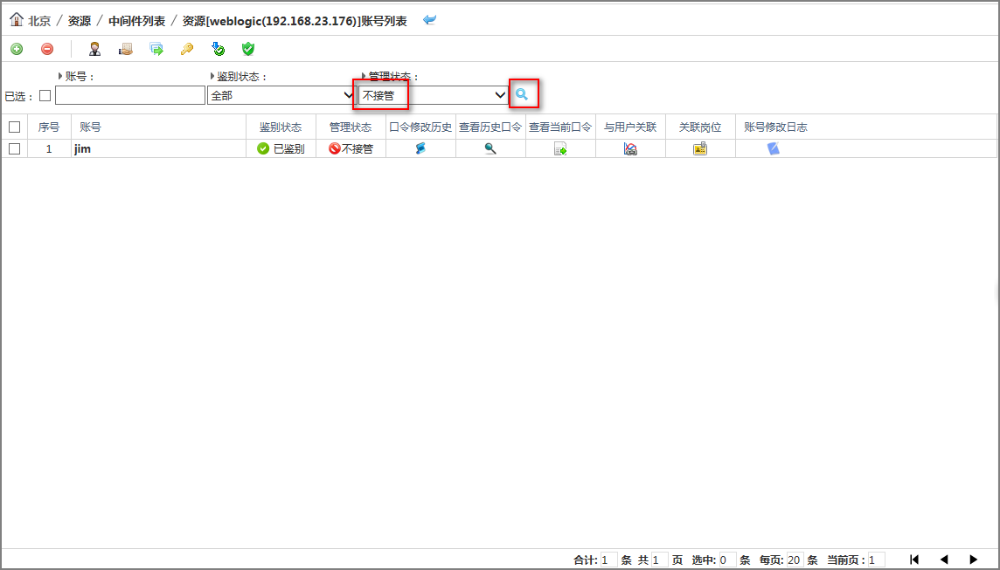 北京 / 资源 / 中间件列表 / 资源[weblogic(192.168.23.176)]账号列表
账号： 鉴别状态： 管理状态：
已选： 全部 不接管
序号 账号 鉴别状态 管理状态 口令修改历史 查看历史口令 查看当前口令 与用户关联 关联岗位 账号修改日志
1 jim 已鉴别 不接管
合计: 1 条 共 1 页 选中: 0 条 每页: 20 条 当前页: 1